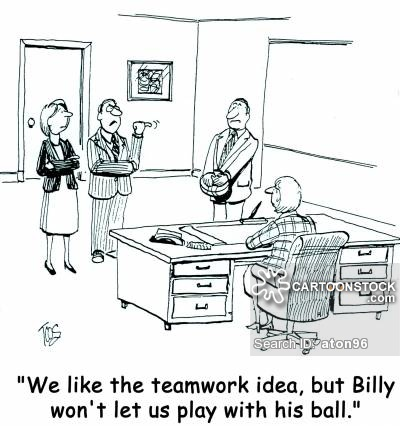 TOS
CARTOONSTOCK
.com
Search ID: aton96
"We like the teamwork idea, but Billy
won't let us play with his ball."